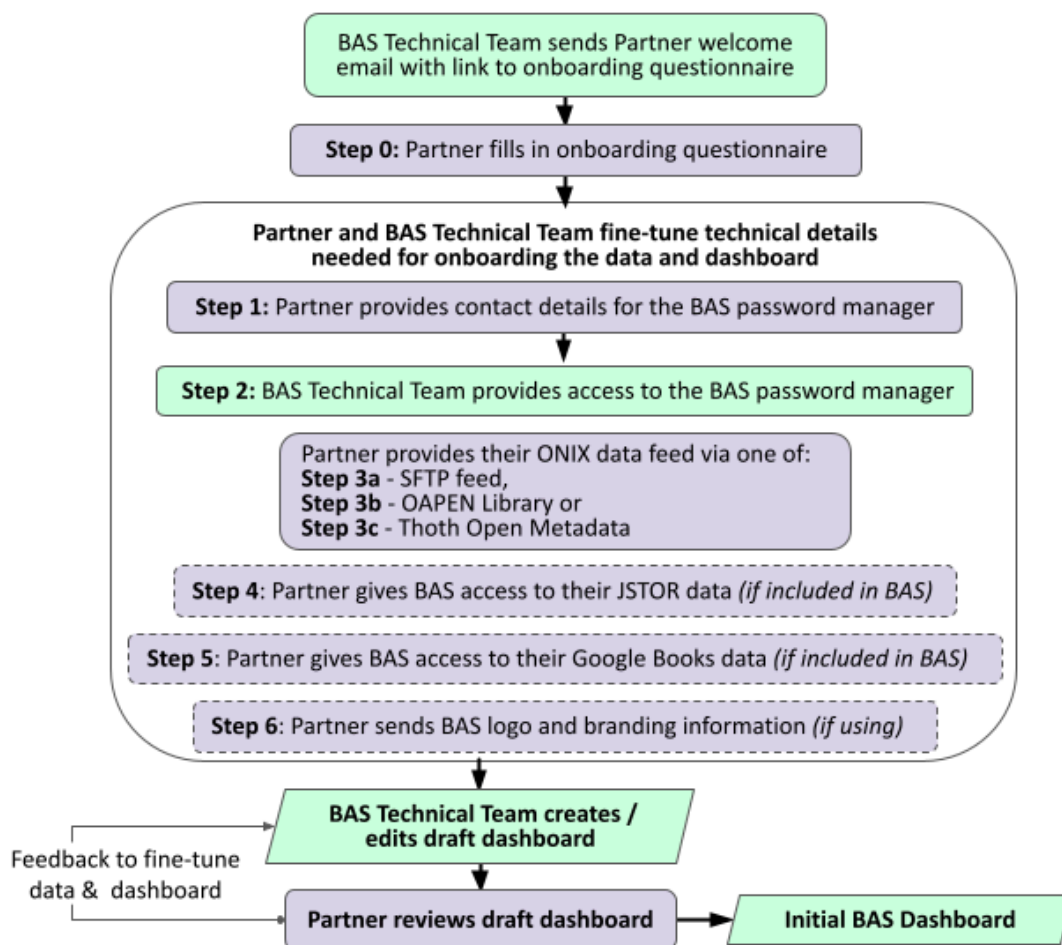 BAS Technical Team sends Partner welcome
email with link to onboarding questionnaire
Step 0: Partner fills in onboarding questionnaire
Partner and BAS Technical Team fine-tune technical details
needed for onboarding the data and dashboard
Step 1: Partner provides contact details for the BAS password manager
Step 2: BAS Technical Team provides access to the BAS password manager
Partner provides their ONIX data feed via one of:
Step 3a - SFTP feed,
Step 3b - OAPEN Library or
Step 3c - Thoth Open Metadata
Step 4: Partner gives BAS access to their JSTOR data (if included in BAS)
Step 5: Partner gives BAS access to their Google Books data (if included in BAS)
Step 6: Partner sends BAS logo and branding information (if using)
BAS Technical Team creates /
edits draft dashboard
Feedback to fine-tune
data & dashboard
Partner reviews draft dashboard
Initial BAS Dashboard